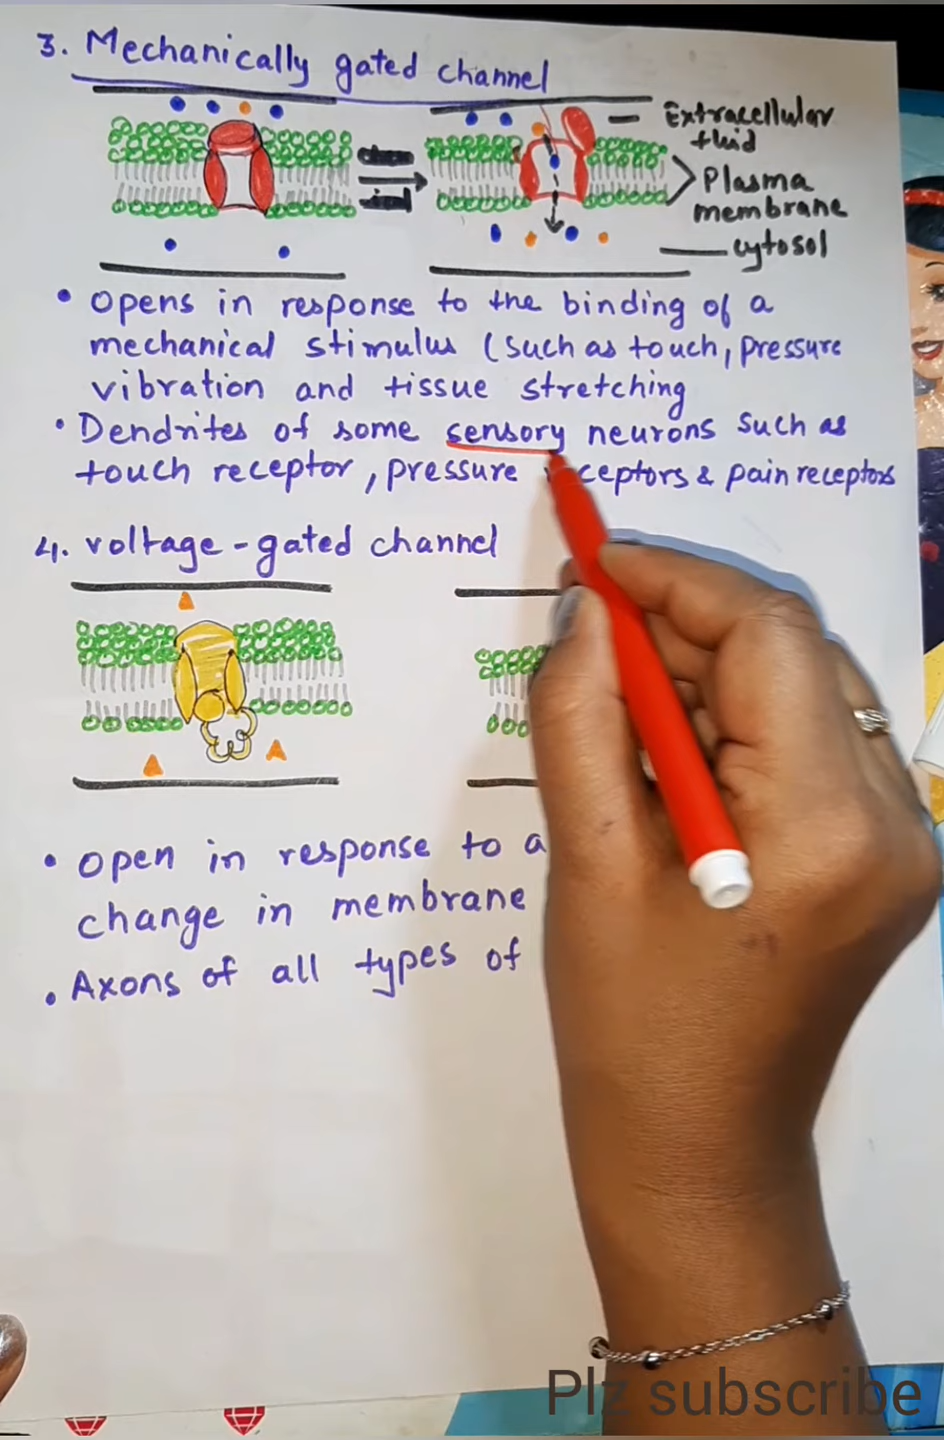 3. Mechanically gated channel
Extracellular
fluid
Plasma
membrane
cytosol
• Opens in response to the binding of a
mechanical stimulus (such as touch, pressure
vibration and tissue stretching
• Dendrites of some sensory neurons such as
touch receptor, pressure ceptors & pain receptors
4. voltage-gated channel
• open in response to a
change in membrane
• Axons of all types of
Plz subscribe